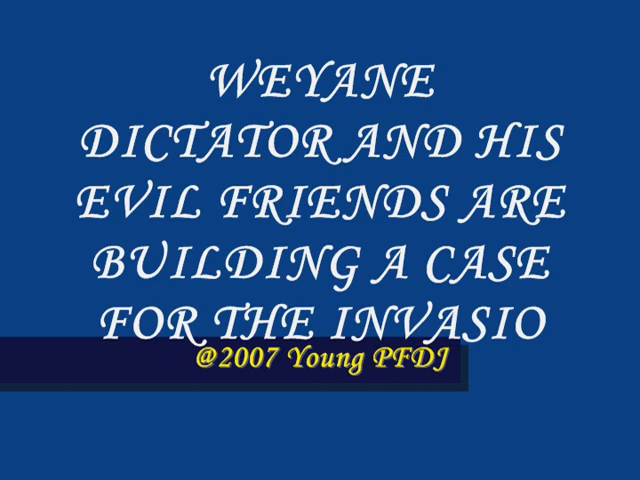 WEYANE
DICTATOR AND HIS
EVIL FRIENDS ARE
BUILDING A CASE
FOR THE INVASIO
@2007 Young PFDJ